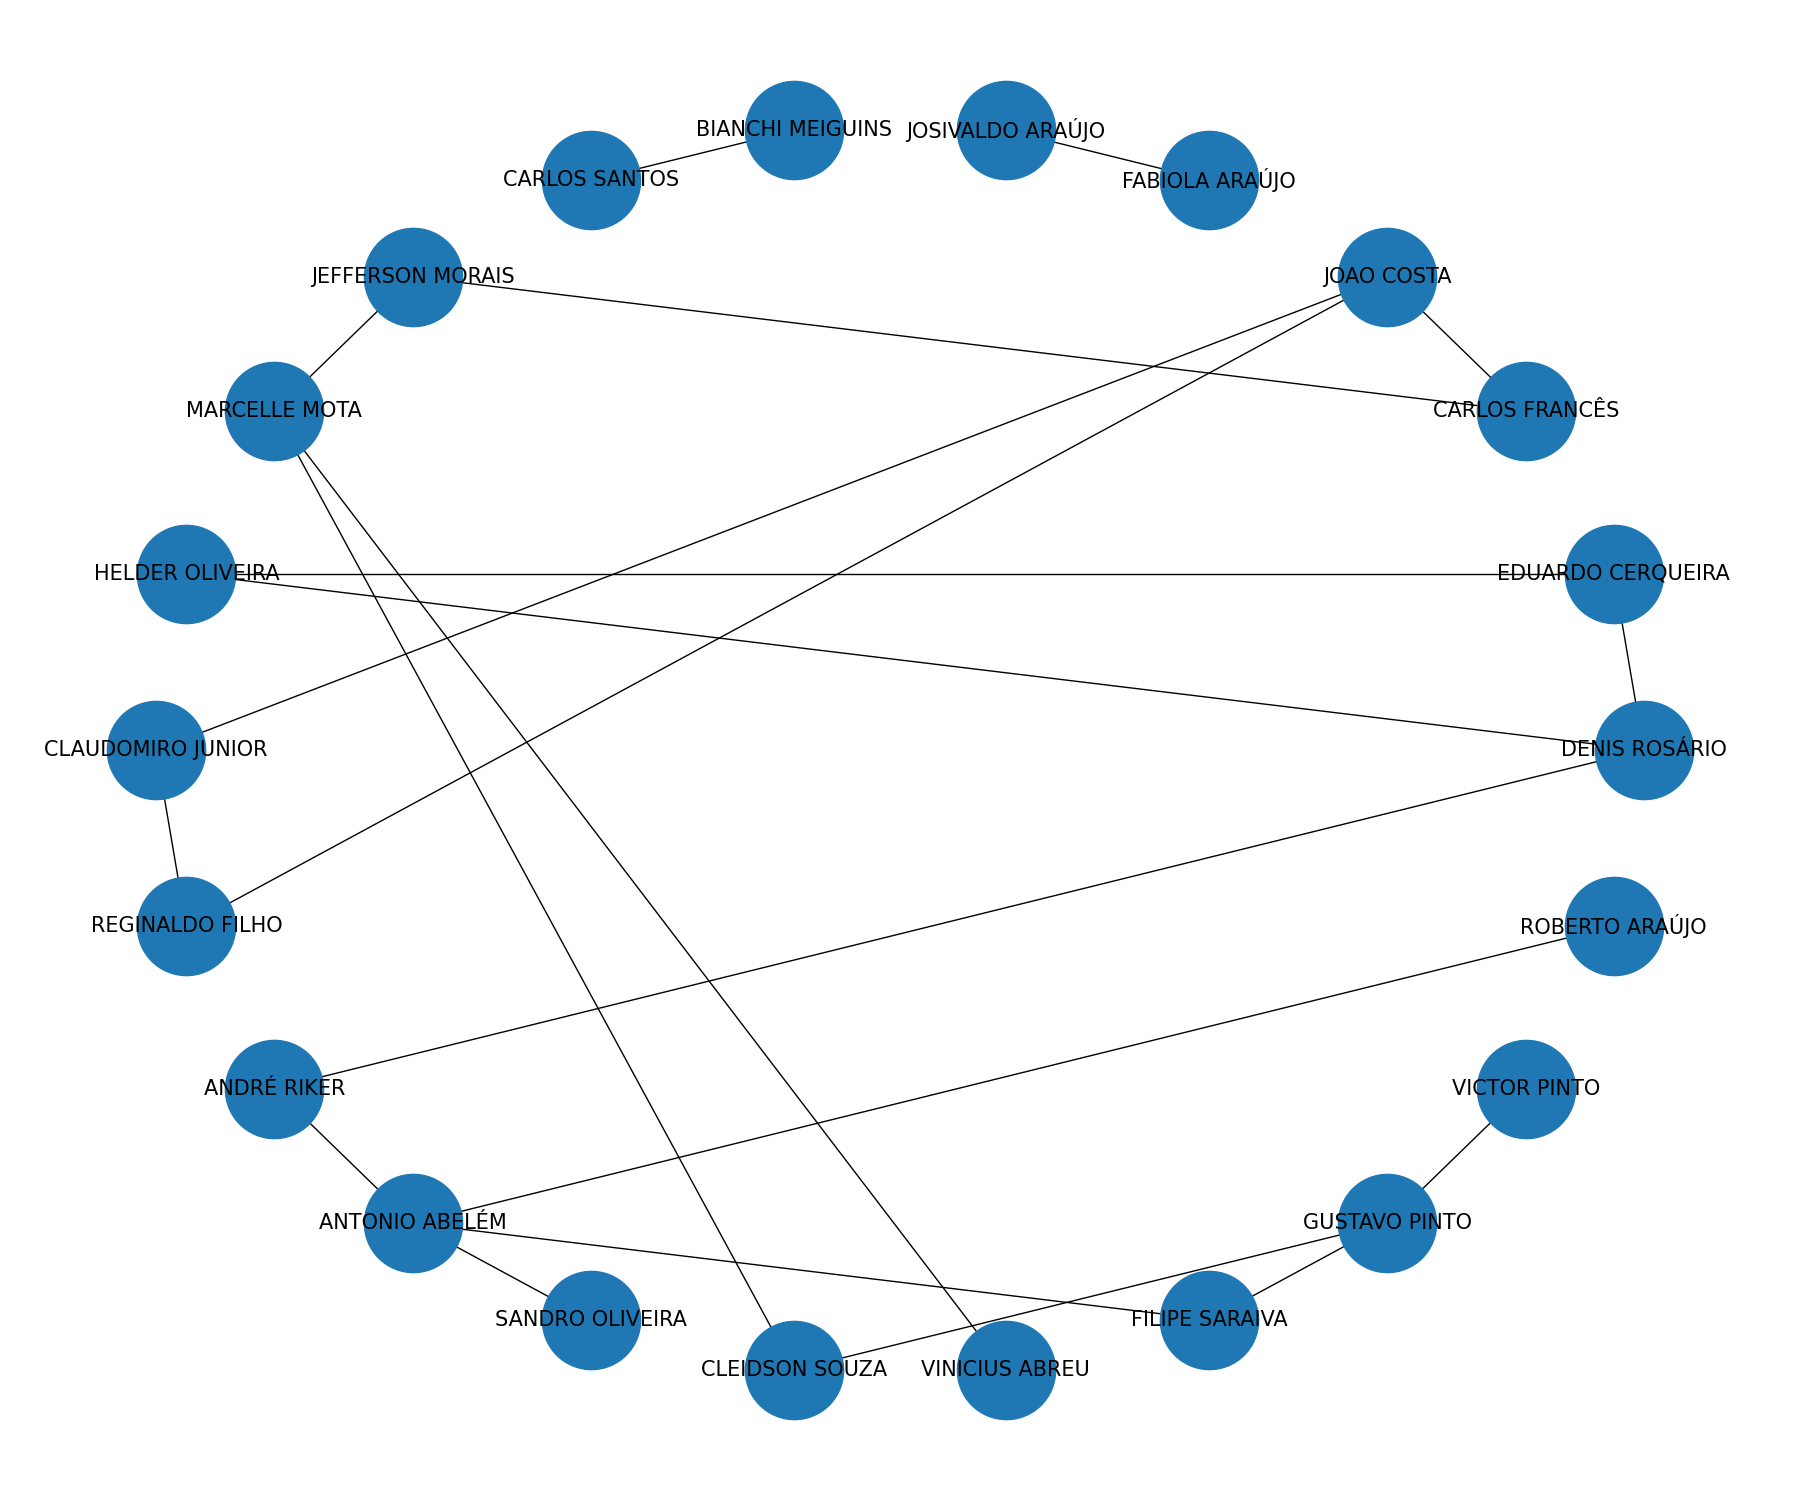 BIANCHI MEIGUINS
JOSIVALDO ARAÚJO
CARLOS SANTOS
FABIOLA ARAÚJO
JEFFERSON MORAIS
JOAO COSTA
MARCELLE MOTA
CARLOS FRANCÊS
HELDER OLIVEIRA
EDUARDO CERQUEIRA
CLAUDOMIRO JUNIOR
DENIS ROSÁRIO
REGINALDO FILHO
ROBERTO ARAÚJO
ANDRÉ RIKER
VICTOR PINTO
ANTONIO ABELÉM
GUSTAVO PINTO
SANDRO OLIVEIRA
FILIPE SARAIVA
CLEIDSON SOUZA
VINICIUS ABREU